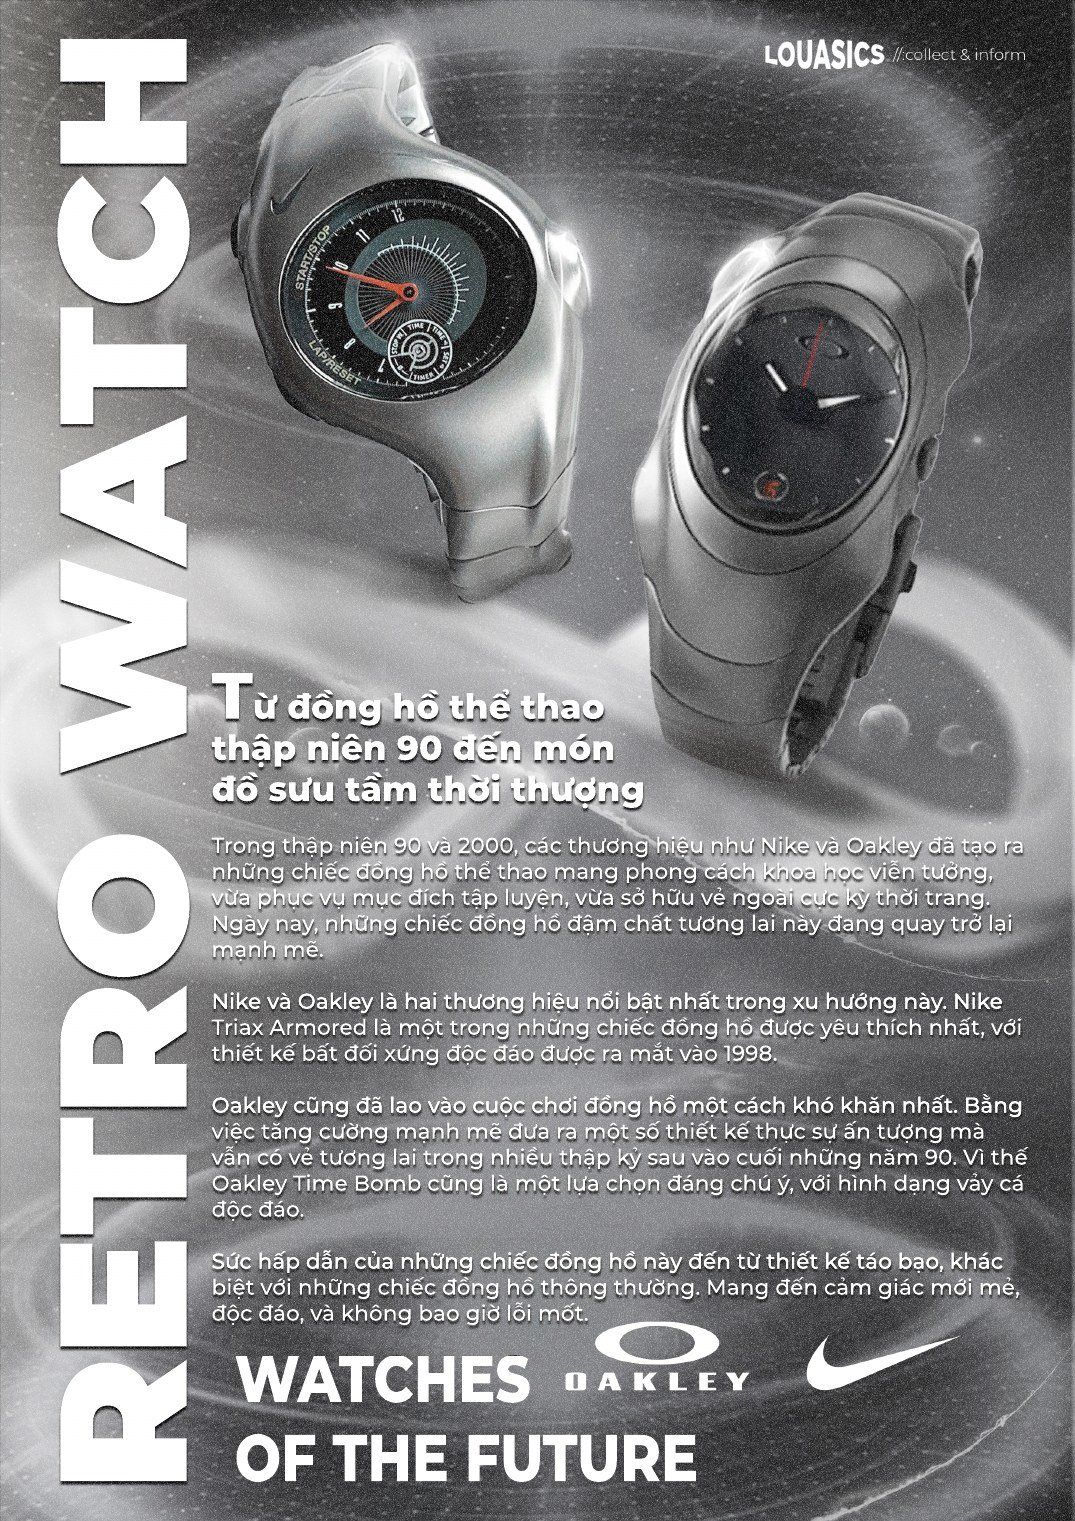 LOUASICS //:collect & inform
RETRO WATCH
START/STOP
12
11
10
9
8
7
LAP/RESET
TIME
TIMER
5
Từ đồng hồ thể thao
thập niên 90 đến món
đồ sưu tầm thời thượng
Trong thập niên 90 và 2000, các thương hiệu như Nike và Oakley đã tạo ra
những chiếc đồng hồ thể thao mang phong cách khoa học viễn tưởng,
vừa phục vụ mục đích tập luyện, vừa sở hữu vẻ ngoài cực kỳ thời trang.
Ngày nay, những chiếc đồng hồ đậm chất tương lai này đang quay trở lại
mạnh mẽ.
Nike và Oakley là hai thương hiệu nổi bật nhất trong xu hướng này. Nike
Triax Armored là một trong những chiếc đồng hồ được yêu thích nhất, với
thiết kế bất đối xứng độc đáo được ra mắt vào 1998.
Oakley cũng đã lao vào cuộc chơi đồng hồ một cách khó khăn nhất. Bằng
việc tăng cường mạnh mẽ đưa ra một số thiết kế thực sự ấn tượng mà
vẫn có vẻ tương lai trong nhiều thập kỷ sau vào cuối những năm 90. Vì thế
Oakley Time Bomb cũng là một lựa chọn đáng chú ý, với hình dạng vảy cá
độc đáo.
Sức hấp dẫn của những chiếc đồng hồ này đến từ thiết kế táo bạo, khác
biệt với những chiếc đồng hồ thông thường. Mang đến cảm giác mới mẻ,
độc đáo, và không bao giờ lỗi mốt.
WATCHES
OAKLEY
OF THE FUTURE